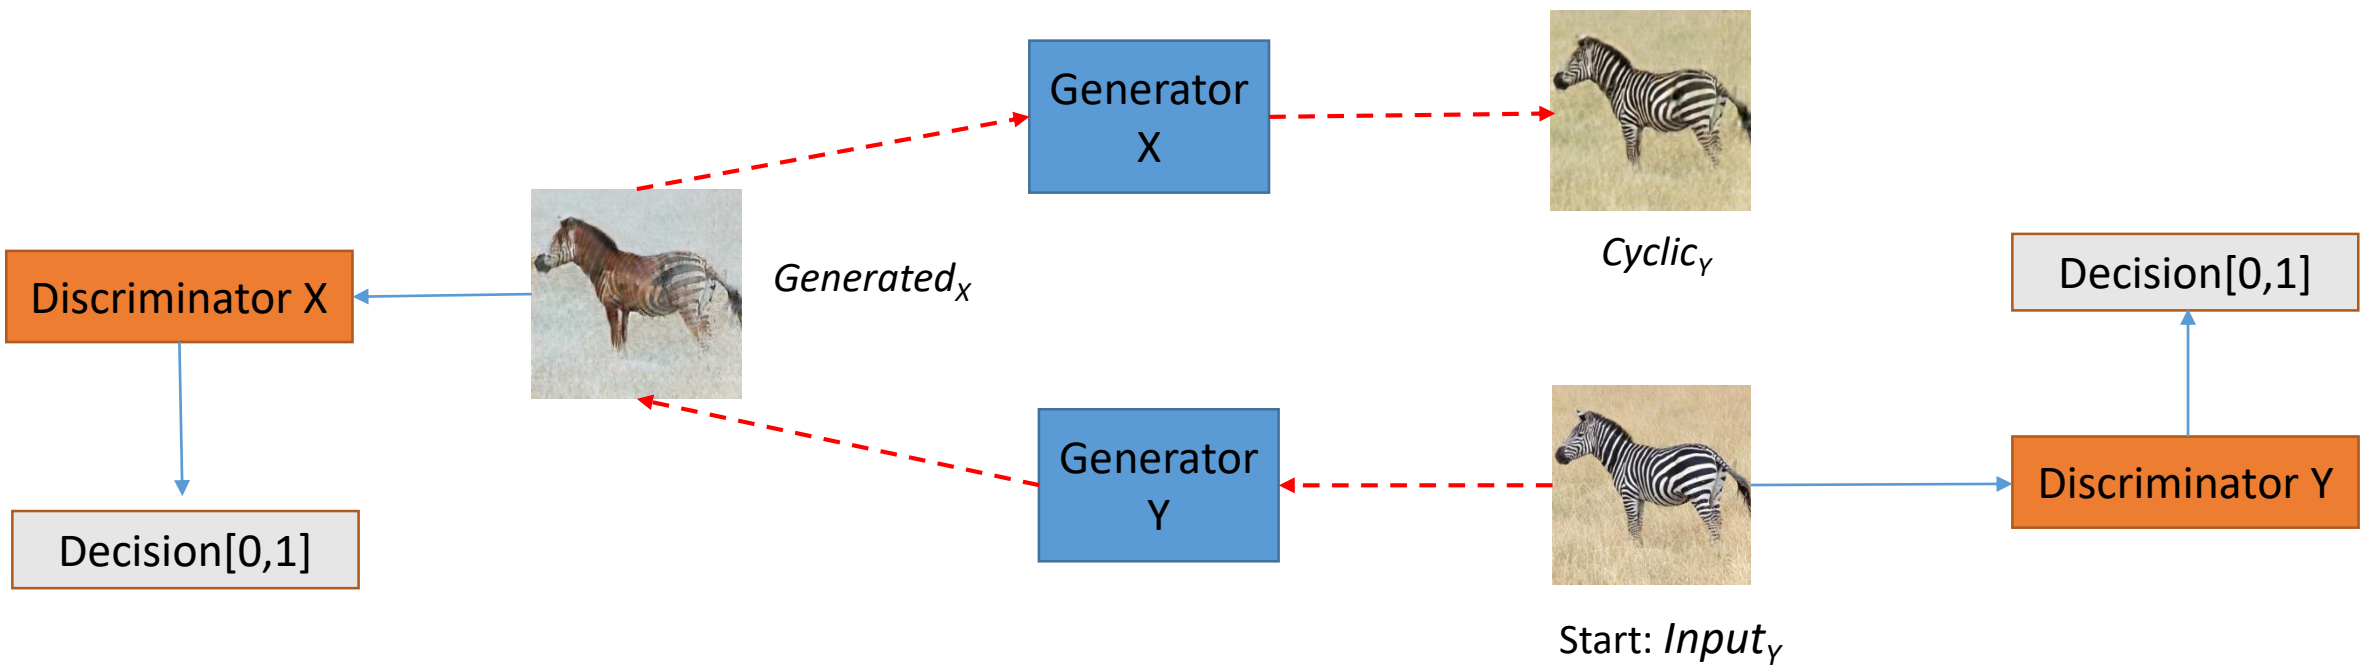 Generator
X
Cyclic_Y
Generated_X
Discriminator X
Decision[0,1]
Decision[0,1]
Generator
Y
Discriminator Y
Start: Input_Y